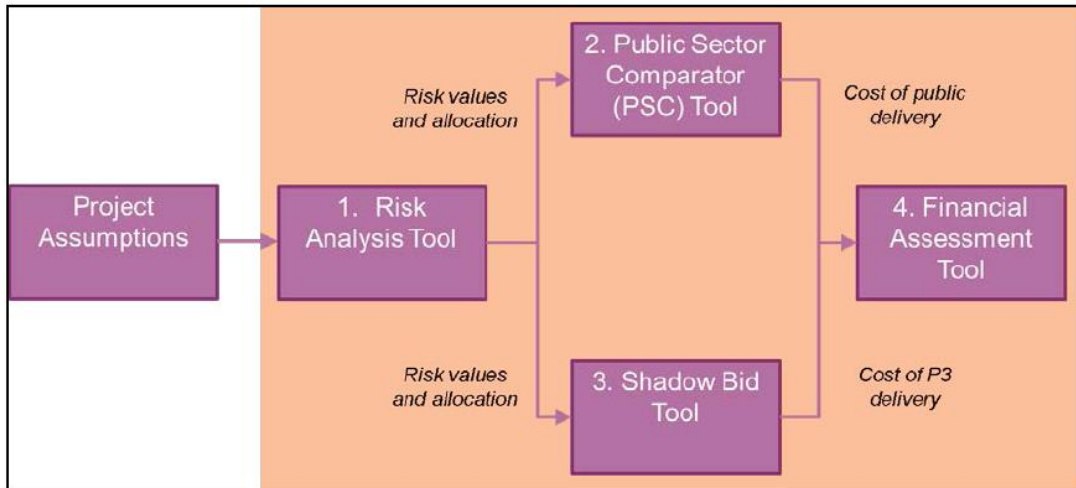 Project
Assumptions
1. Risk
Analysis Tool
Risk values
and allocation
2. Public Sector
Comparator
(PSC) Tool
Cost of public
delivery
Risk values
and allocation
3. Shadow Bid
Tool
Cost of P3
delivery
4. Financial
Assessment
Tool